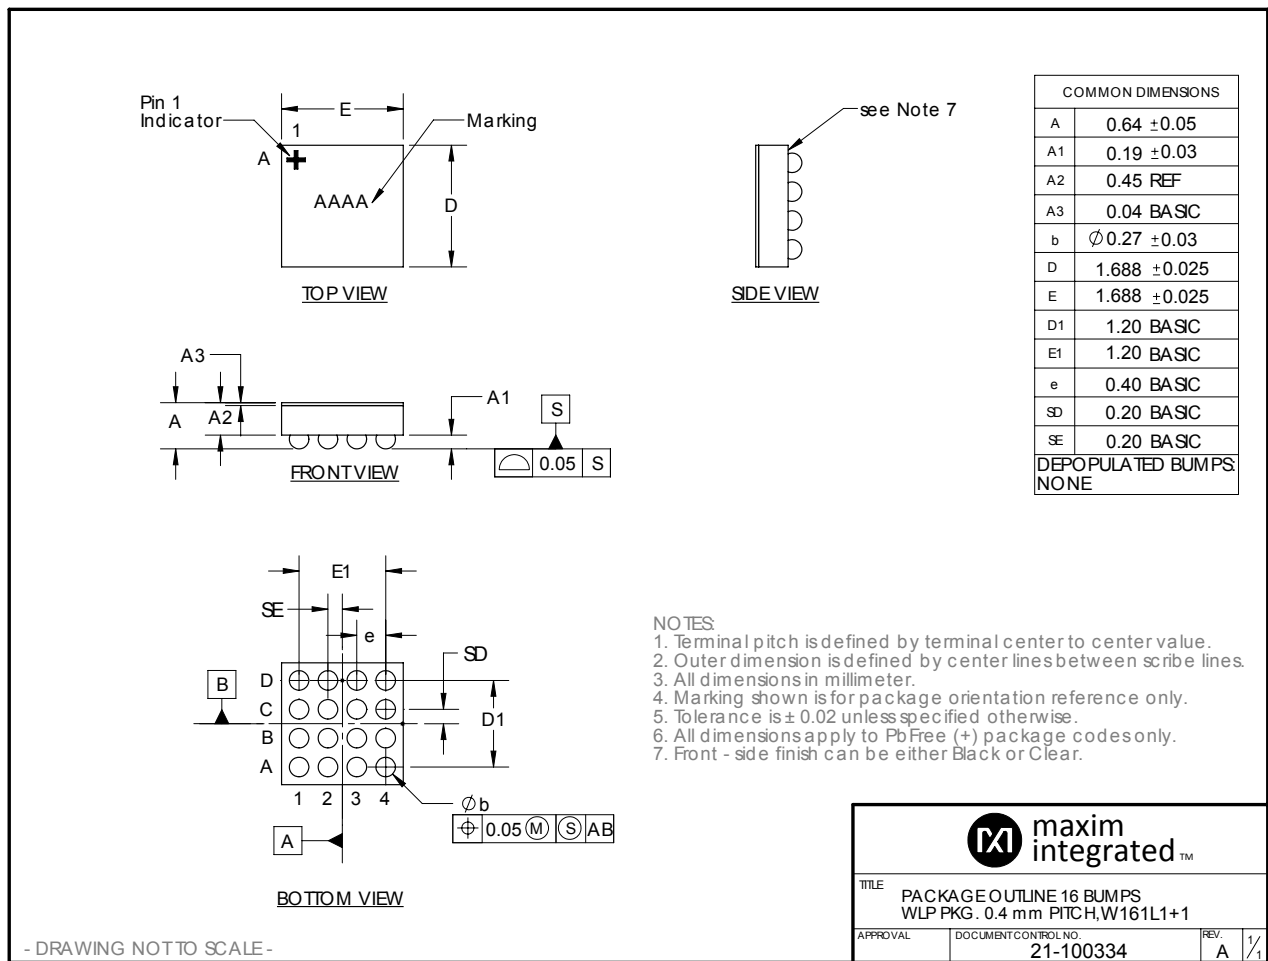 Pin 1
Indicator
1
E
Marking
A
AAAA
D
TOP VIEW
see Note 7
SIDE VIEW
COMMON DIMENSIONS
A 0.64 ±0.05
A1 0.19 ±0.03
A2 0.45 REF
A3 0.04 BASIC
b Ø0.27 ±0.03
D 1.688 ±0.025
E 1.688 ±0.025
D1 1.20 BASIC
E1 1.20 BASIC
e 0.40 BASIC
SD 0.20 BASIC
SE 0.20 BASIC
DEPOPULATED BUMPS:
NONE
A3
A
A2
A1
S
0.05 S
FRONT VIEW
E1
SE
e
SD
B
D
C
B
A
D1
1 2 3 4
Øb
0.05 Ⓜ Ⓢ AB
A
BOTTOM VIEW
NOTES:
1. Terminal pitch is defined by terminal center to center value.
2. Outer dimension is defined by center lines between scribe lines.
3. All dimensions in millimeter.
4. Marking shown is for package orientation reference only.
5. Tolerance is ± 0.02 unless specified otherwise.
6. All dimensions apply to PbFree (+) package codes only.
7. Front - side finish can be either Black or Clear.
maxim
integrated™
TITLE
PACKAGE OUTLINE 16 BUMPS
WLP PKG. 0.4 mm PITCH,W161L1+1
APPROVAL
DOCUMENT CONTROL NO.
21-100334
REV.
A
1/1
- DRAWING NOT TO SCALE -